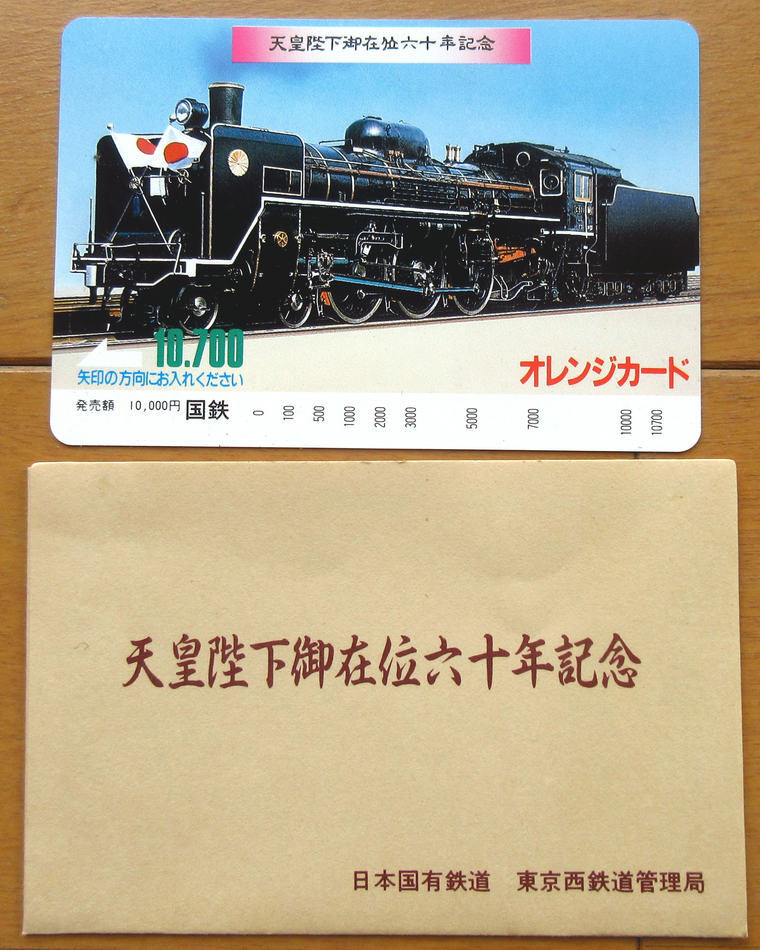 天皇陛下御在位六十年記念
10.700
矢印の方向にお入れください
オレンジカード
発売額 10,000円 国鉄 0 100 500 1000 2000 3000 5000 7000 10000 10700
天皇陛下御在位六十年記念
日本国有鉄道 東京西鉄道管理局